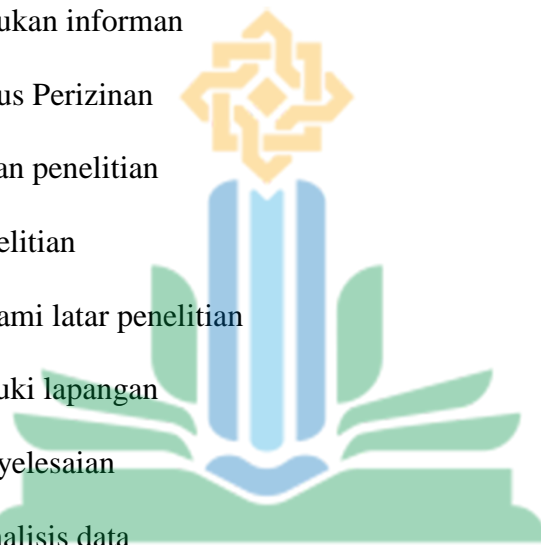 ukan informan
us Perizinan
an penelitian
elitian
ami latar penelitian
uki lapangan
yelesaian
nalisis data